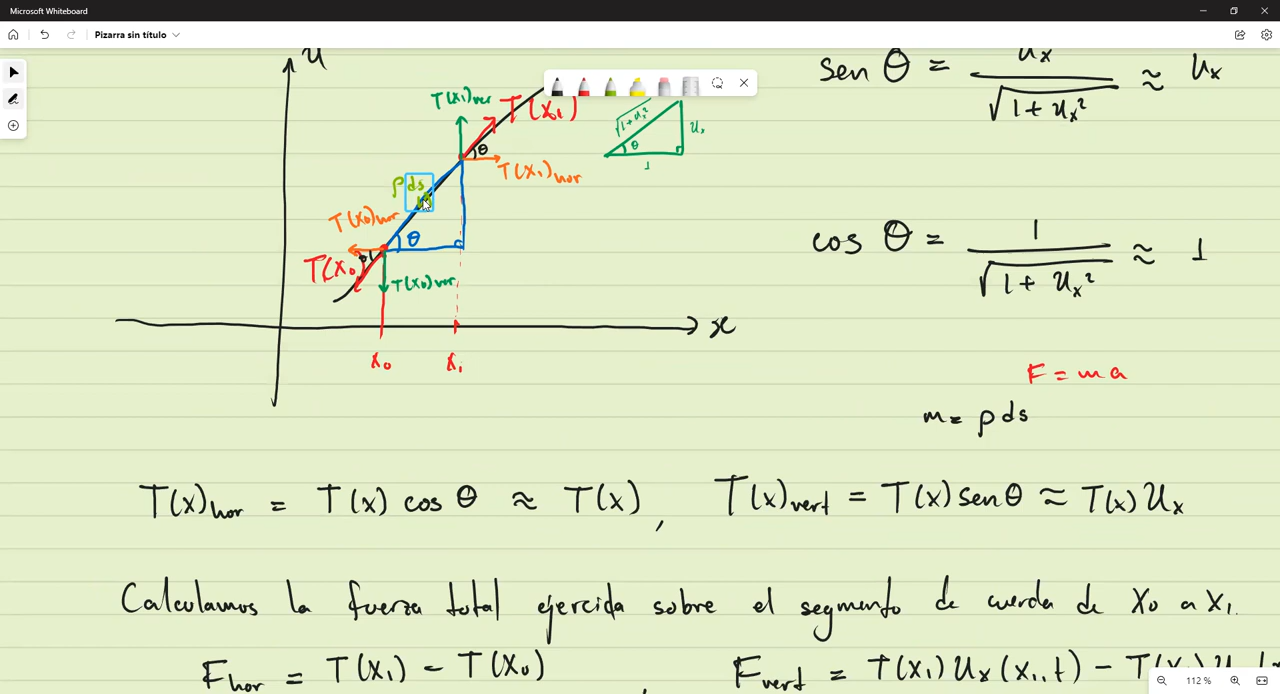 Microsoft Whiteboard
Pizarra sin título
u
T(x₁)ver
T(x₁)
θ
T(x₁)hor
ρ ds
T(x₀)hor
θ
T(x₀)
T(x₀)ver
x
x₀
x₁
√1+ux²
θ
ux
1
sen θ = ux / √1+ux² ≈ ux
cos θ = 1 / √1+ux² ≈ 1
F = ma
m = ρ ds
T(x)hor = T(x) cos θ ≈ T(x), T(x)vert = T(x) sen θ ≈ T(x) ux
Calculamos la fuerza total ejercida sobre el segmento de cuerda de x₀ a x₁.
Fhor = T(x₁) - T(x₀), Fvert = T(x₁) ux(x₁,t) - T(x₀)
112 %